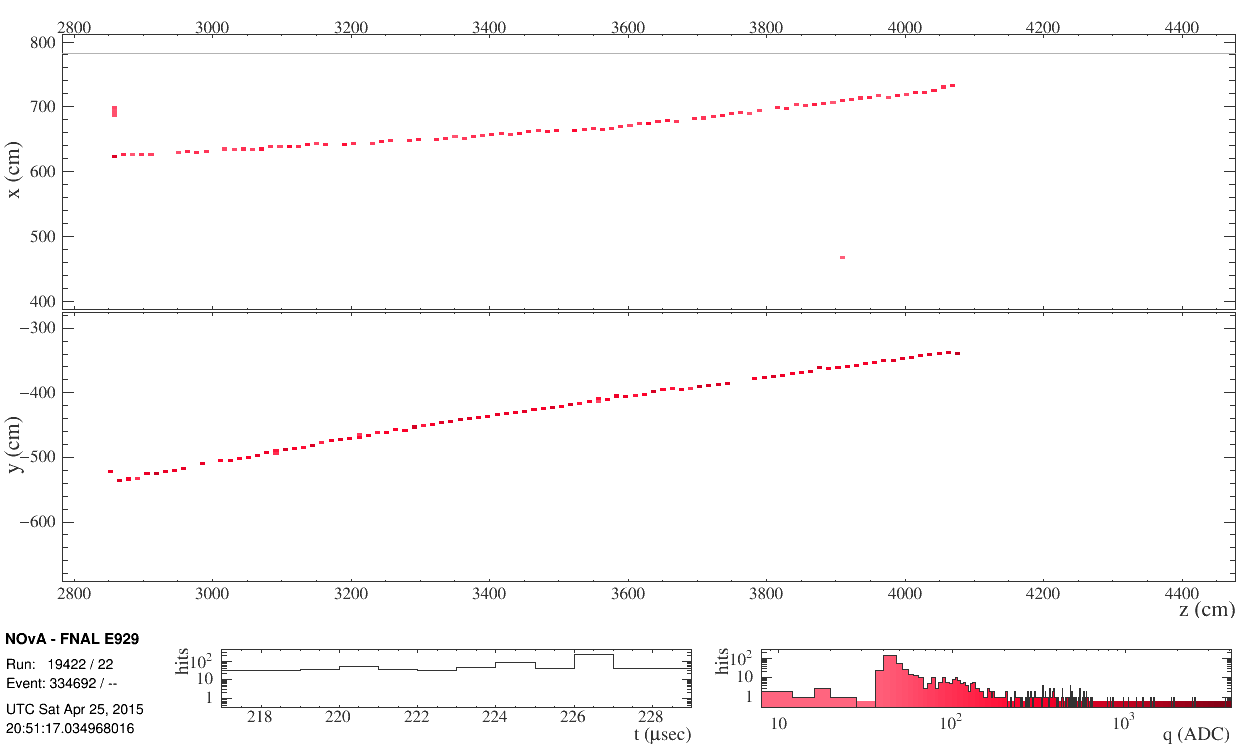 2800 3000 3200 3400 3600 3800 4000 4200 4400
800
700
600
500
400
x (cm)
−300
−400
−500
−600
y (cm)
2800 3000 3200 3400 3600 3800 4000 4200 4400
z (cm)
NOvA - FNAL E929
Run: 19422 / 22
Event: 334692 / --
UTC Sat Apr 25, 2015
20:51:17.034968016
hits
10²
10
1
218 220 222 224 226 228
t (μsec)
hits
10²
10
1
10 10² 10³
q (ADC)